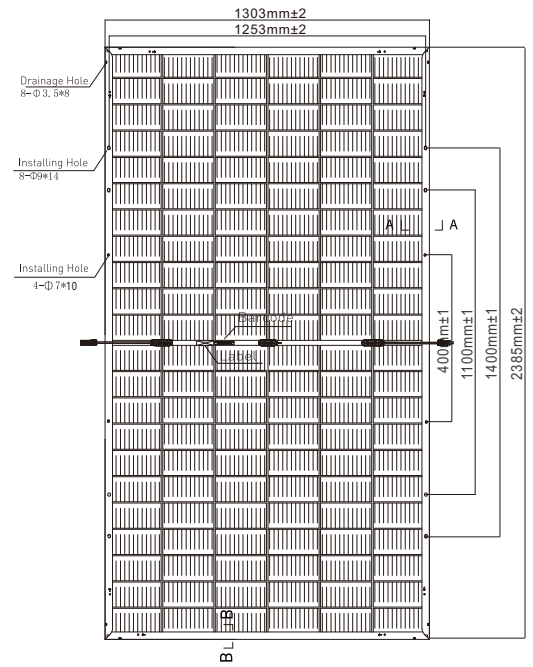 1303mm±2
1253mm±2
Drainage Hole
8-Φ3.5*8
Installing Hole
8-Φ9*14
A A
Installing Hole
4-Φ7*10
Barcode
Label
400mm±1
1100mm±1
1400mm±1
2385mm±2
B
B